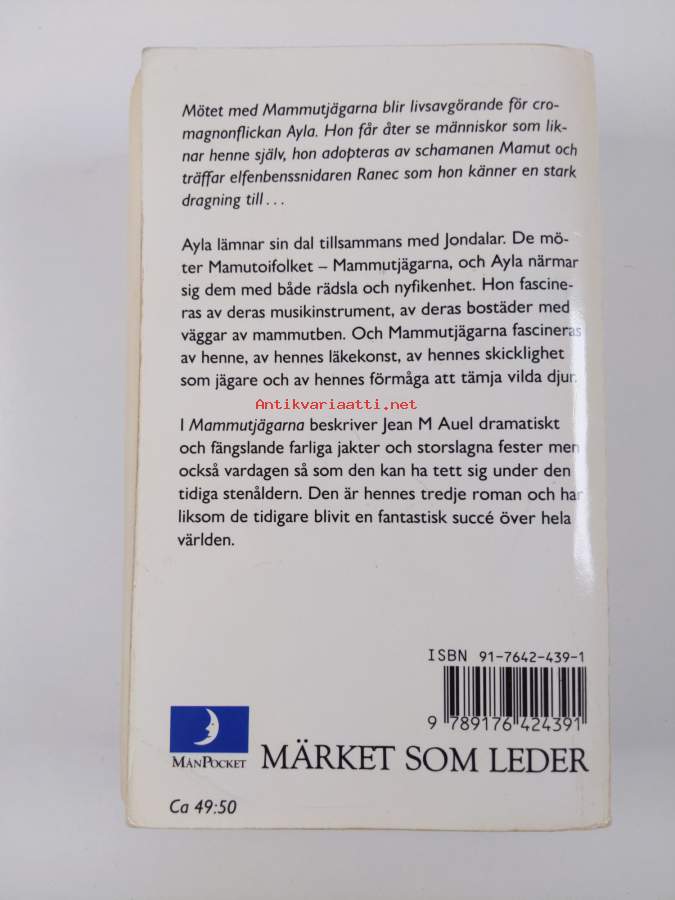 Mötet med Mammutjägarna blir livsavgörande för cro-
magnonflickan Ayla. Hon får åter se människor som lik-
nar henne själv, hon adopteras av schamanen Mamut och
träffar elfenbenssnidaren Ranec som hon känner en stark
dragning till . . .
Ayla lämnar sin dal tillsammans med Jondalar. De mö-
ter Mamutoifolket – Mammutjägarna, och Ayla närmar
sig dem med både rädsla och nyfikenhet. Hon fascine-
ras av deras musikinstrument, av deras bostäder med
väggar av mammutben. Och Mammutjägarna fascineras
av henne, av hennes läkekonst, av hennes skicklighet
som jägare och av hennes förmåga att tämja vilda djur.
Antikvariaatti.net
I Mammutjägarna beskriver Jean M Auel dramatiskt
och fängslande farliga jakter och storslagna fester men
också vardagen så som den kan ha tett sig under den
tidiga stenåldern. Den är hennes tredje roman och har
liksom de tidigare blivit en fantastisk succé över hela
världen.
ISBN 91-7642-439-1
9 789176 424391
MÅNPOCKET
MÄRKET SOM LEDER
Ca 49:50